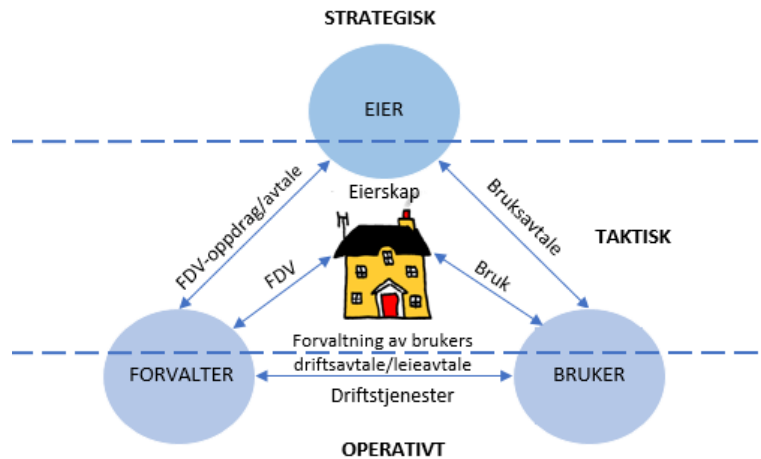 STRATEGISK
EIER
Eierskap
FDV-oppdrag/avtale
Bruksavtale
TAKTISK
FDV
Bruk
Forvaltning av brukers
driftsavtale/leieavtale
FORVALTER
BRUKER
Driftstjenester
OPERATIVT